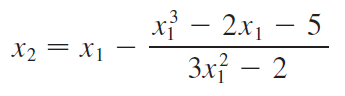 x₂ = x₁ − (x₁³ − 2x₁ − 5) / (3x₁² − 2)